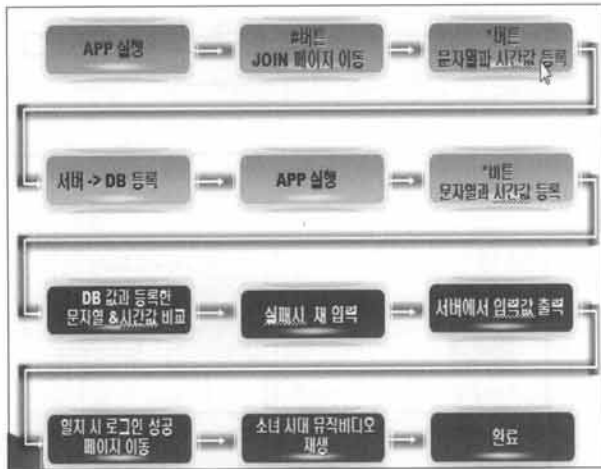 APP 실행
#버튼
JOIN 페이지 이동
*버튼
문자열과 시간값 등록
서버 -> DB 등록
APP 실행
*버튼
문자열과 시간값 등록
DB 값과 등록한
문자열 &시간값 비교
실패시 재 입력
서버에서 입력값 출력
일치 시 로그인 성공
페이지 이동
소녀 시대 뮤직비디오
재생
완료